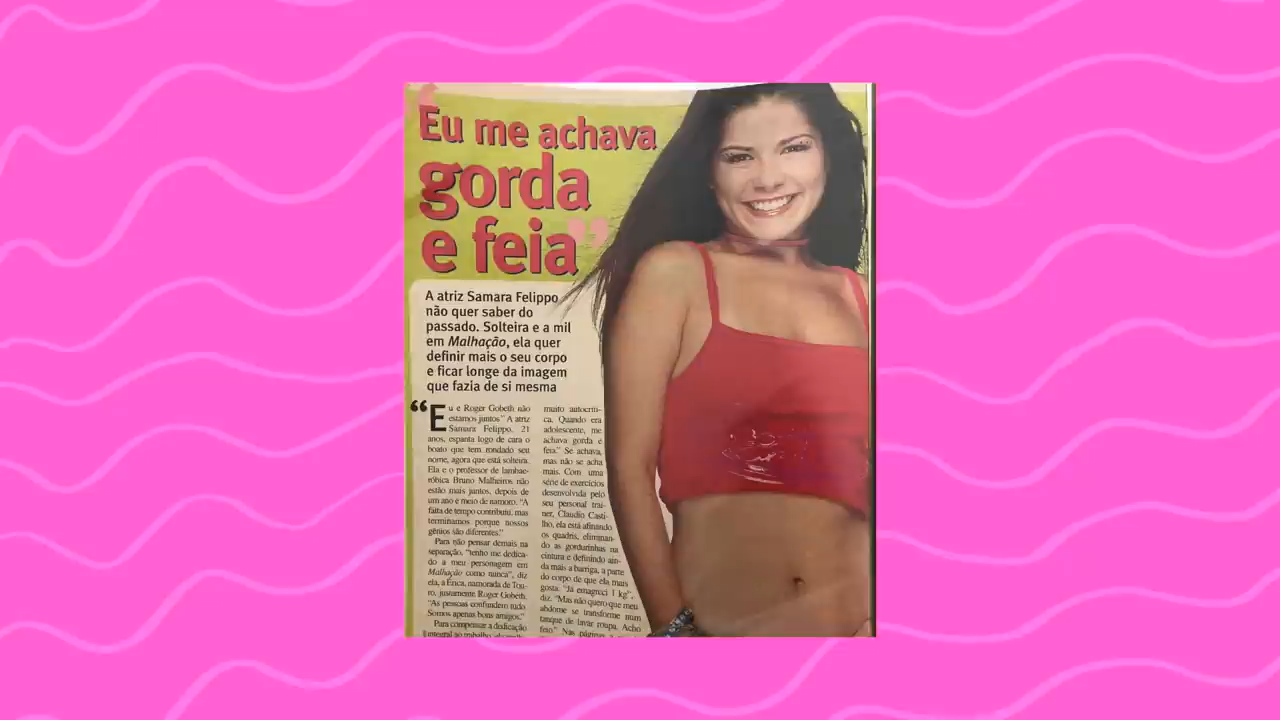 “Eu me achava
gorda
e feia”
A atriz Samara Felippo
não quer saber do
passado. Solteira e a mil
em Malhação, ela quer
definir mais o seu corpo
e ficar longe da imagem
que fazia de si mesma
“Eu e Roger Gobeth não
estamos juntos” A atriz
Samara Felippo, 21
anos, espanta logo de cara o
boato que tem rondado seu
nome, agora que está solteira.
Ela e o professor de lambae-
róbica Bruno Malheiros não
estão mais juntos, depois de
um ano e meio de namoro. “A
falta de tempo contribuiu, mas
terminamos porque nossos
gênios são diferentes.”
Para não pensar demais na
separação, “tenho me dedica-
do a meu personagem em
Malhação como nunca”, diz
ela, a Érica, namorada de Tou-
ro, justamente Roger Gobeth.
“As pessoas confundem tudo.
Somos apenas bons amigos.”
Para compensar a dedicação
integral ao trabalho,
muito autocríti-
ca. Quando era
adolescente, me
achava gorda e
feia.” Se achava,
mas não se acha
mais. Com uma
série de exercícios
desenvolvida pelo
seu personal trai-
ner, Claudio Casti-
lho, ela está afinando
os quadris, eliminan-
do as gordurinhas na
cintura e definindo ain-
da mais a barriga, a parte
do corpo de que ela mais
gosta. “Já emagreci 1 kg”,
diz. “Mas não quero que meu
abdome se transforme num
tanque de lavar roupa. Acho
feio.” Nas páginas